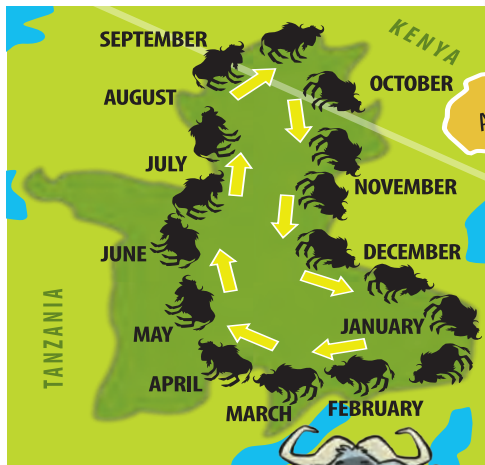 SEPTEMBER
KENYA
AUGUST
OCTOBER
JULY
NOVEMBER
JUNE
DECEMBER
TANZANIA
MAY
JANUARY
APRIL
MARCH
FEBRUARY